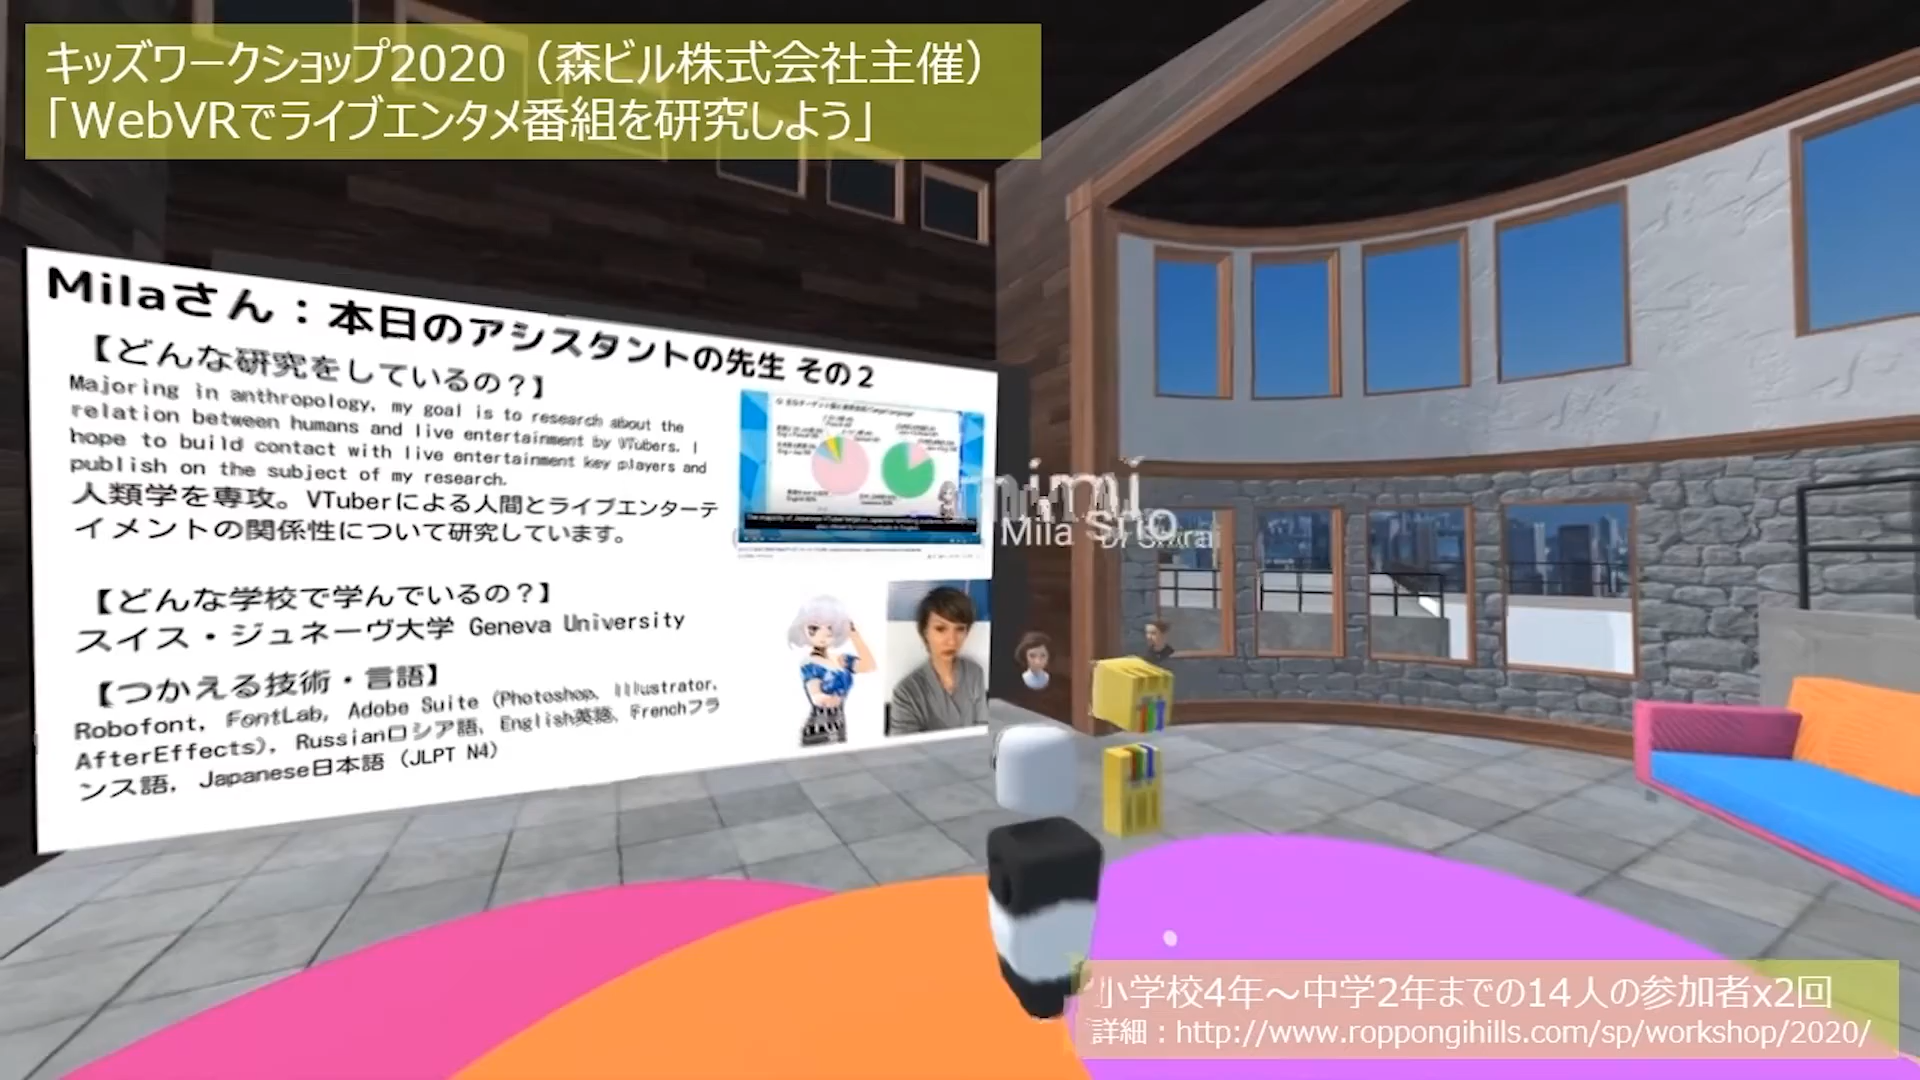 キッズワークショップ2020（森ビル株式会社主催）
「WebVRでライブエンタメ番組を研究しよう」
Milaさん：本日のアシスタントの先生 その２
【どんな研究をしているの？】
Majoring in anthropology, my goal is to research about the
relation between humans and live entertainment by VTubers. I
hope to build contact with live entertainment key players and
publish on the subject of my research.
人類学を専攻。VTuberによる人間とライブエンターテ
イメントの関係性について研究しています。
【どんな学校で学んでいるの？】
スイス・ジュネーヴ大学 Geneva University
【つかえる技術・言語】
Robofont, FontLab, Adobe Suite (Photoshop, Illustrator,
AfterEffects), Russianロシア語, English英語, Frenchフラ
ンス語, Japanese日本語（JLPT N4）
mimi
Mila
小学校4年～中学2年までの14人の参加者x2回
詳細：http://www.roppongihills.com/sp/workshop/2020/